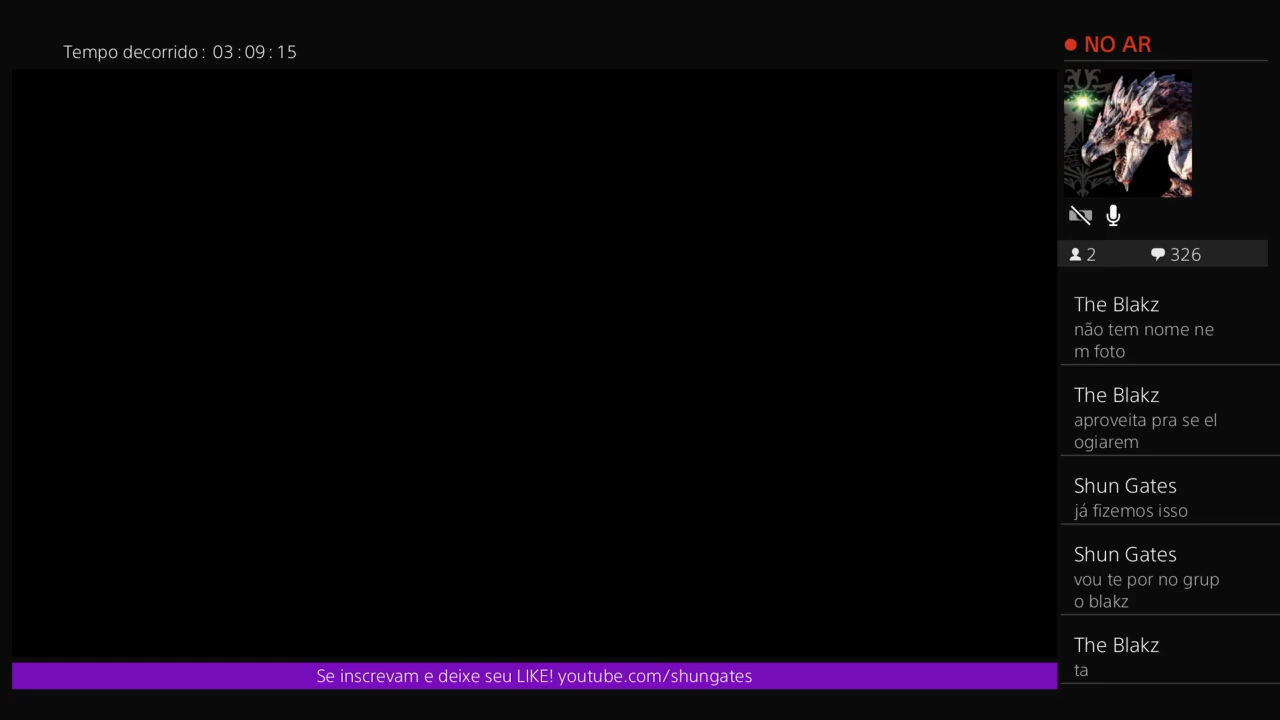 Tempo decorrido: 03:09:15
NO AR
2
326
The Blakz
não tem nome ne
m foto
The Blakz
aproveita pra se el
ogiarem
Shun Gates
já fizemos isso
Shun Gates
vou te por no grup
o blakz
The Blakz
ta
Se inscrevam e deixe seu LIKE! youtube.com/shungates